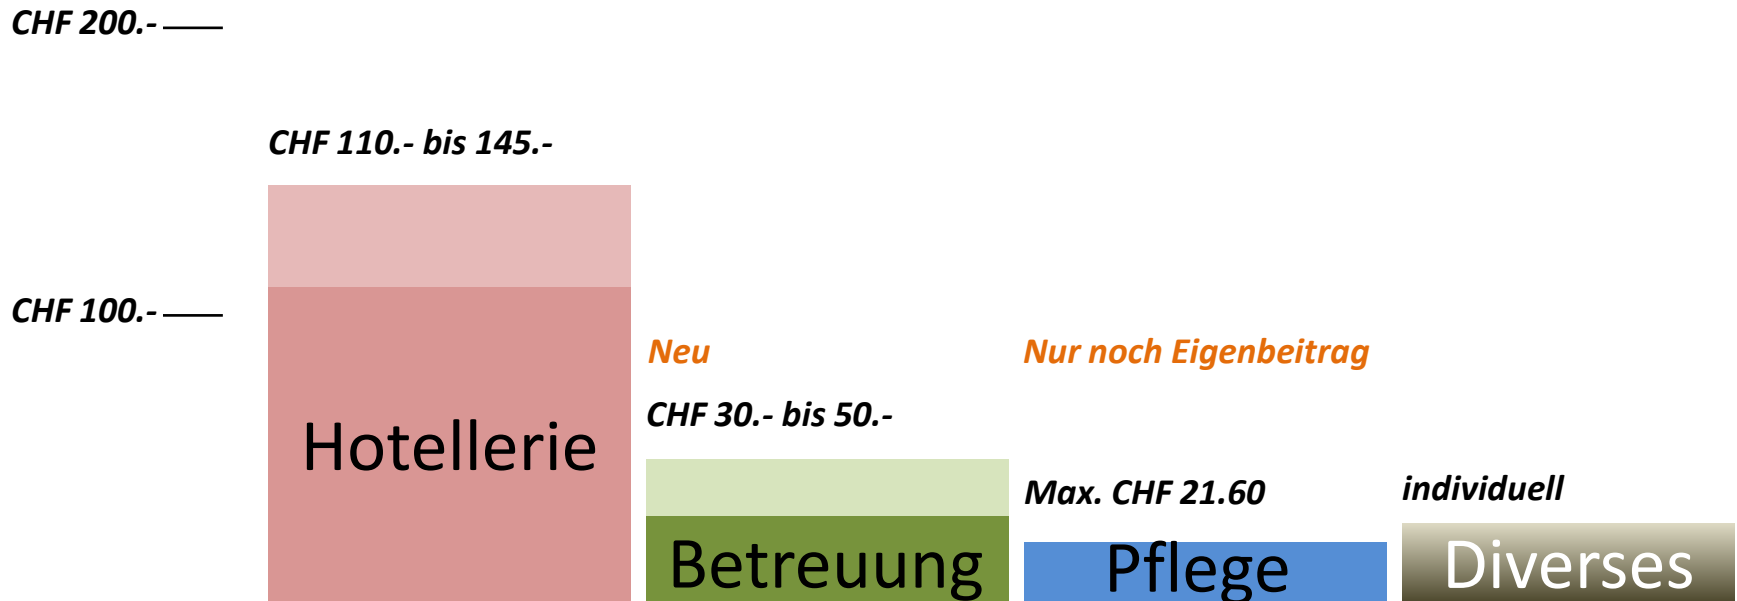 CHF 200.-
CHF 110.- bis 145.-
CHF 100.-
Neu
Nur noch Eigenbeitrag
CHF 30.- bis 50.-
Hotellerie
Max. CHF 21.60
individuell
Betreuung
Pflege
Diverses